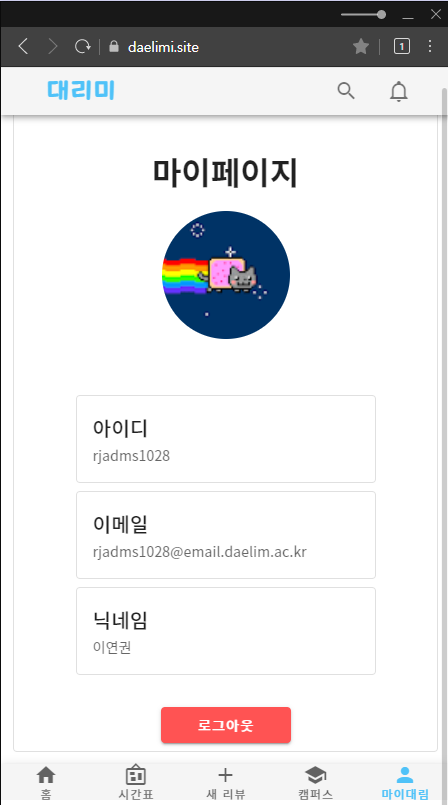 daelimi.site
1
대리미
마이페이지
아이디
rjadms1028
이메일
rjadms1028@email.daelim.ac.kr
닉네임
이연권
로그아웃
홈
시간표
새 리뷰
캠퍼스
마이대림